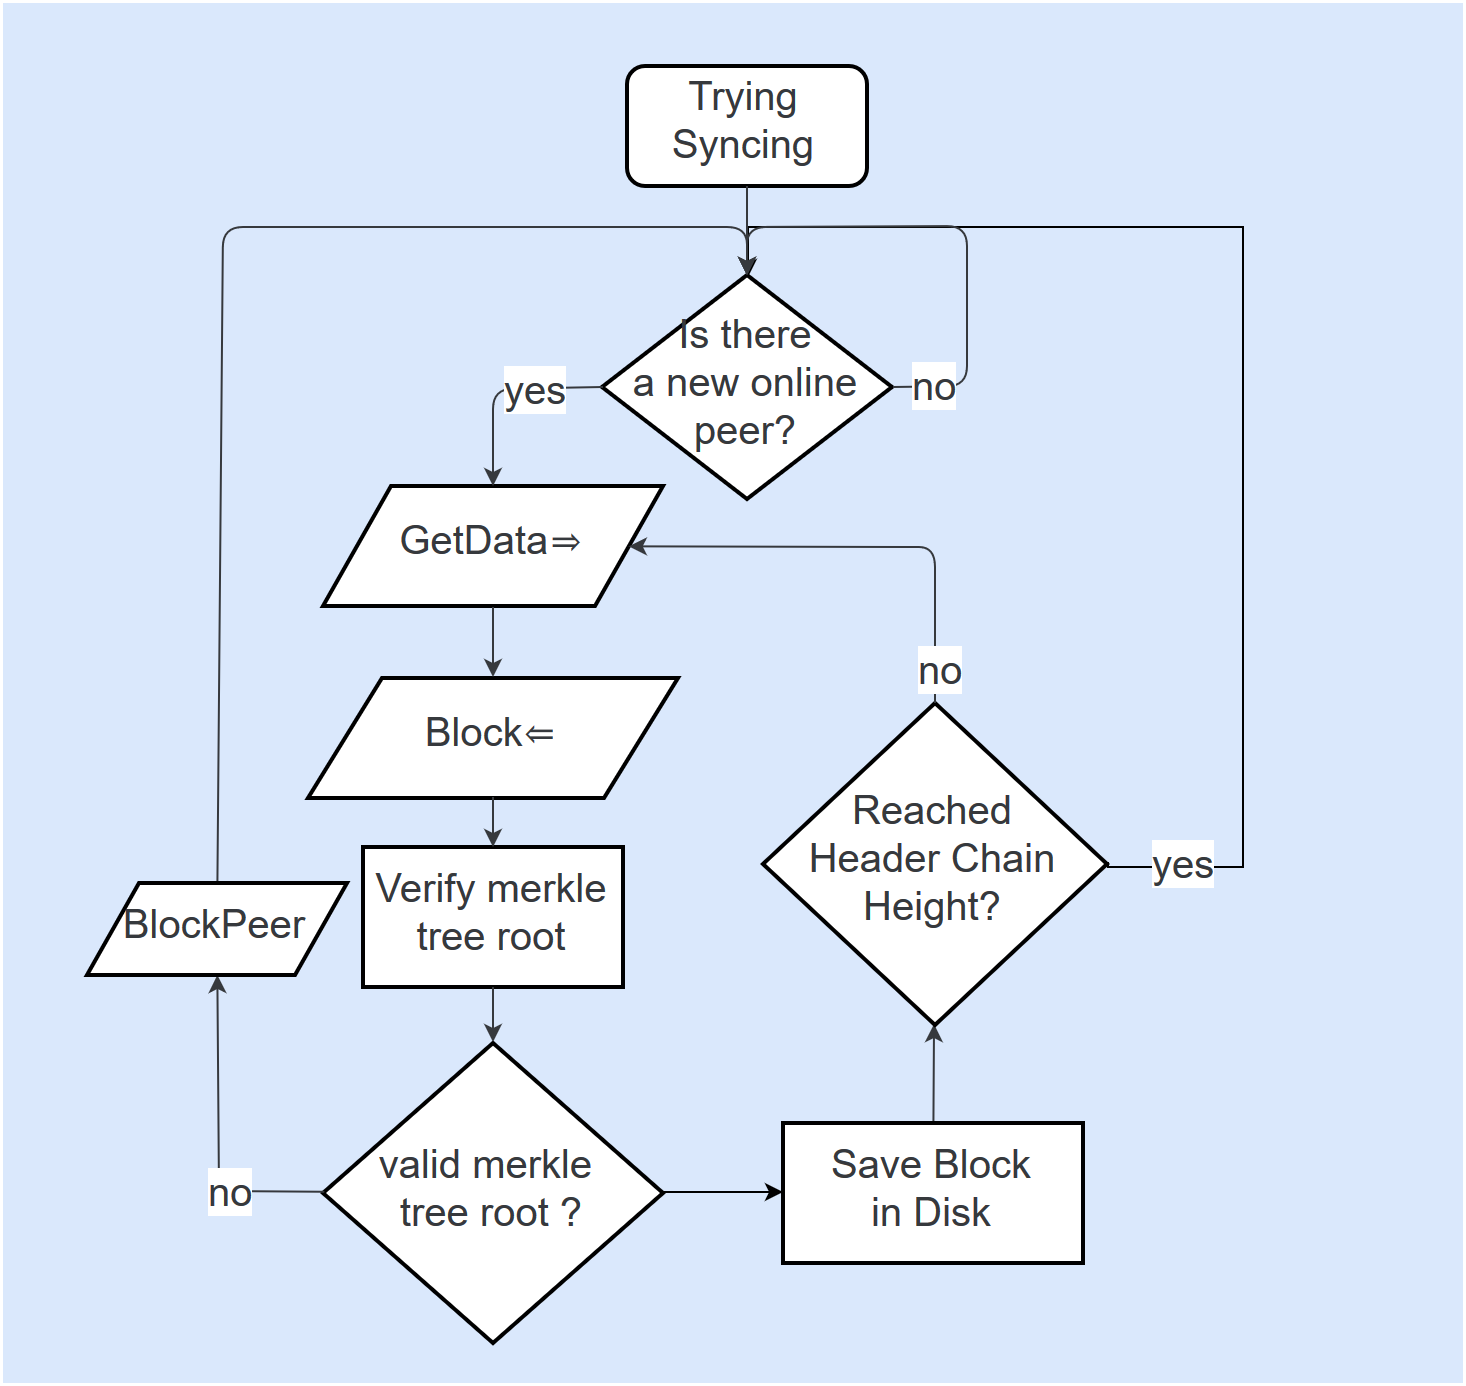 Trying
Syncing
Is there
a new online
peer?
yes
no
GetData⇒
no
Block⇐
Reached
Header Chain
Height?
yes
Verify merkle
tree root
BlockPeer
valid merkle
tree root ?
no
Save Block
in Disk